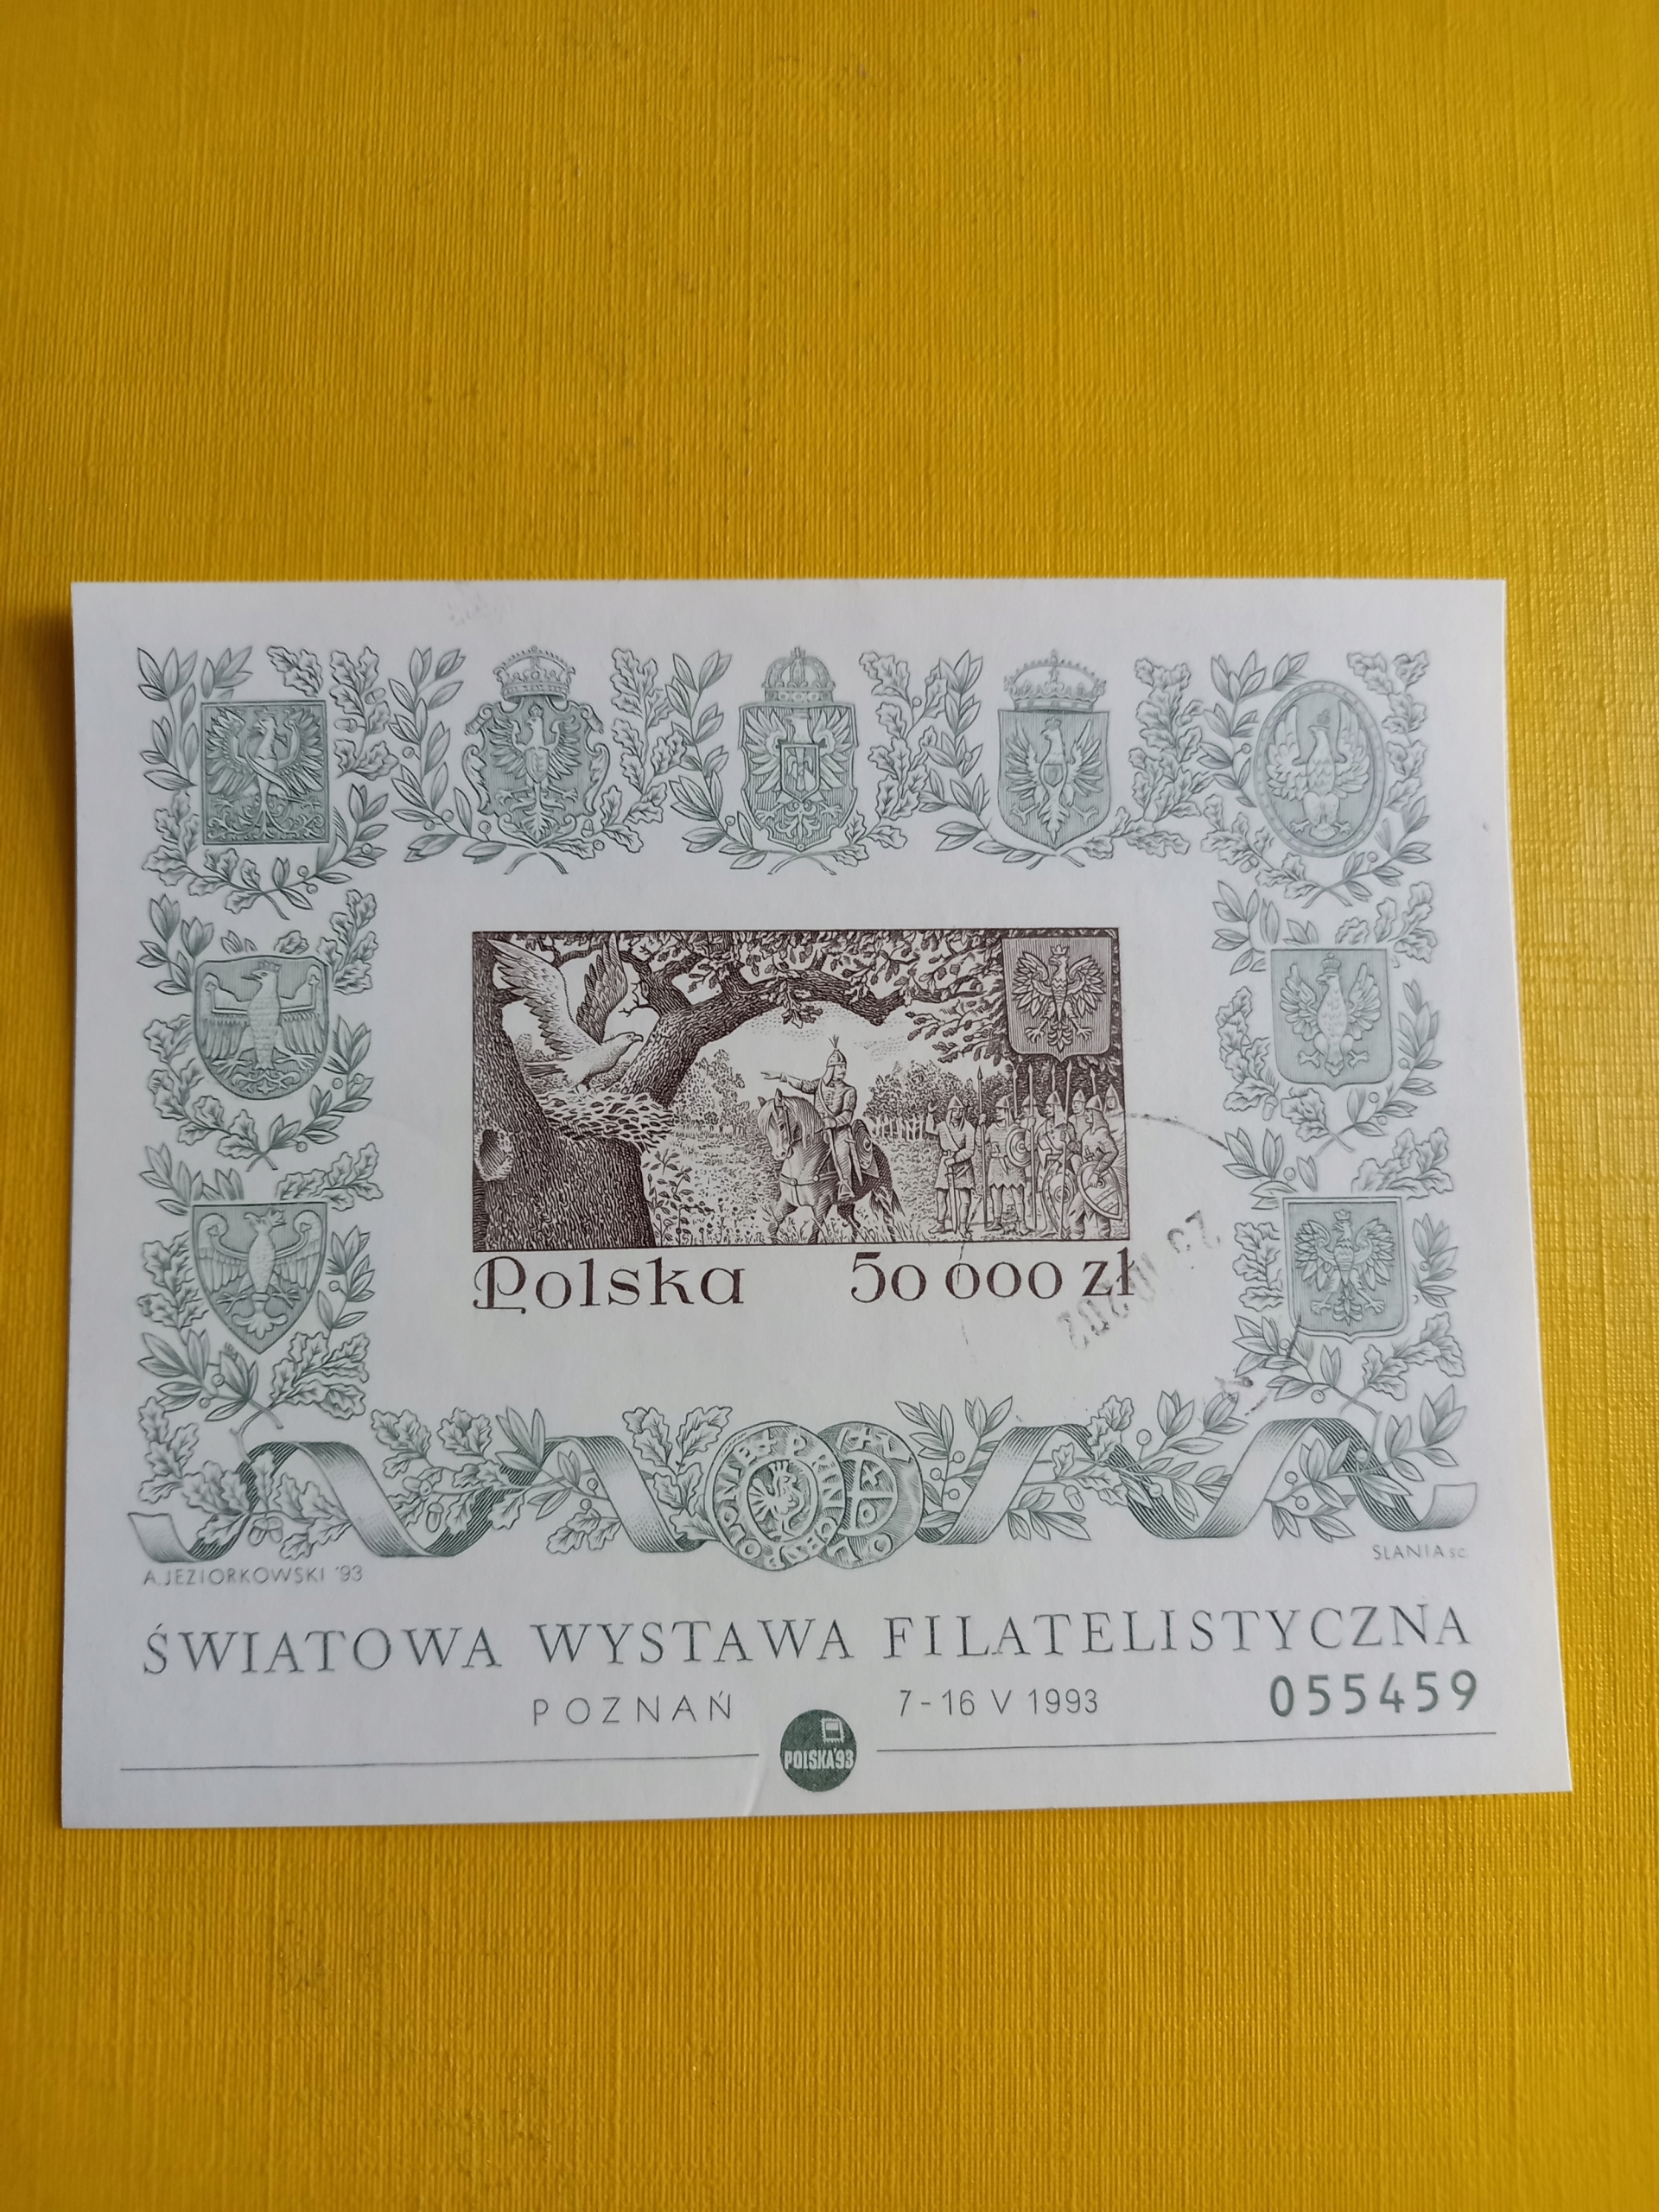 Polska 50 000 zł
A.JEZIORKOWSKI '93
SLANIA sc
ŚWIATOWA WYSTAWA FILATELISTYCZNA
POZNAŃ 7-16 V 1993
055459
POLSKA'93